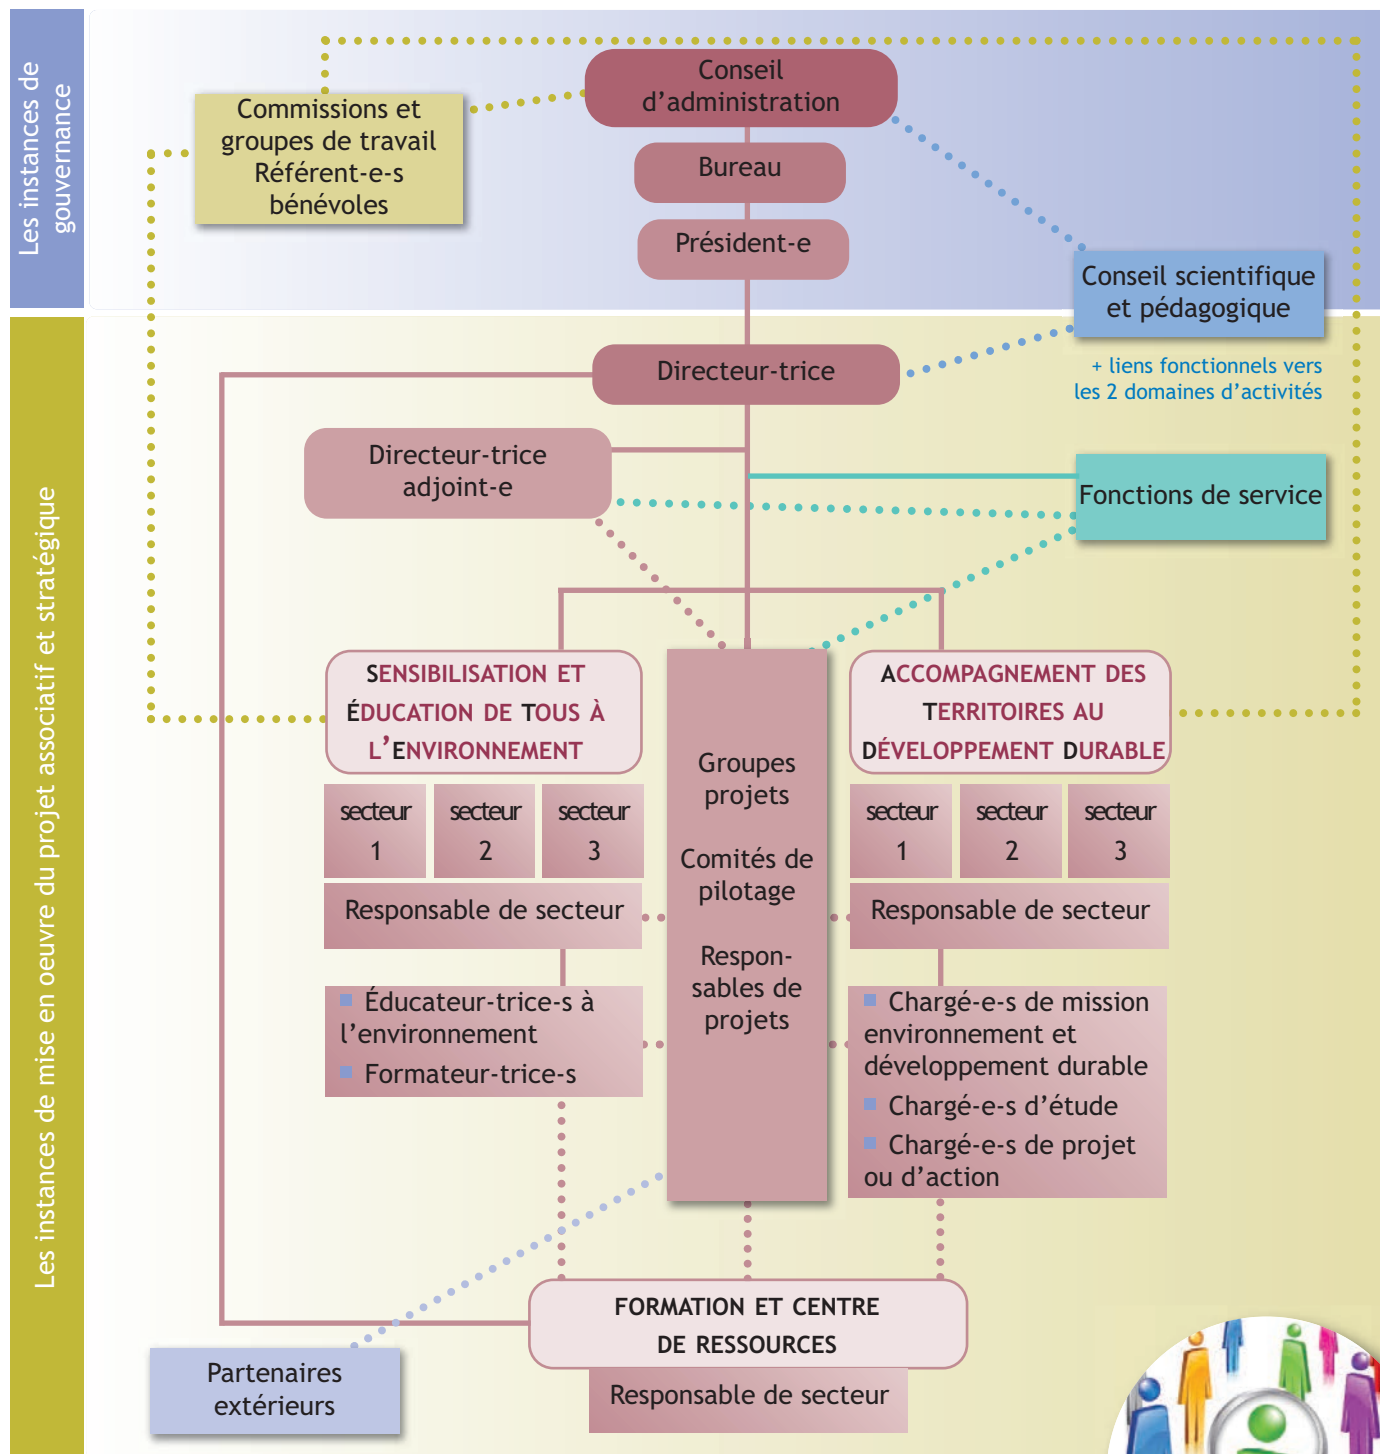 Les instances de
gouvernance
Conseil
d'administration
Commissions et
groupes de travail
Référent-e-s
bénévoles
Bureau
Président-e
Conseil scientifique
et pédagogique
+ liens fonctionnels vers
les 2 domaines d'activités
Les instances de mise en oeuvre du projet associatif et stratégique
Directeur-trice
Directeur-trice
adjoint-e
Fonctions de service
SENSIBILISATION ET
ÉDUCATION DE TOUS À
L'ENVIRONNEMENT
secteur
1
secteur
2
secteur
3
Responsable de secteur
Éducateur-trice-s à
l'environnement
Formateur-trice-s
Groupes
projets
Comités de
pilotage
Respon-
sables de
projets
ACCOMPAGNEMENT DES
TERRITOIRES AU
DÉVELOPPEMENT DURABLE
secteur
1
secteur
2
secteur
3
Responsable de secteur
Chargé-e-s de mission
environnement et
développement durable
Chargé-e-s d'étude
Chargé-e-s de projet
ou d'action
FORMATION ET CENTRE
DE RESSOURCES
Responsable de secteur
Partenaires
extérieurs